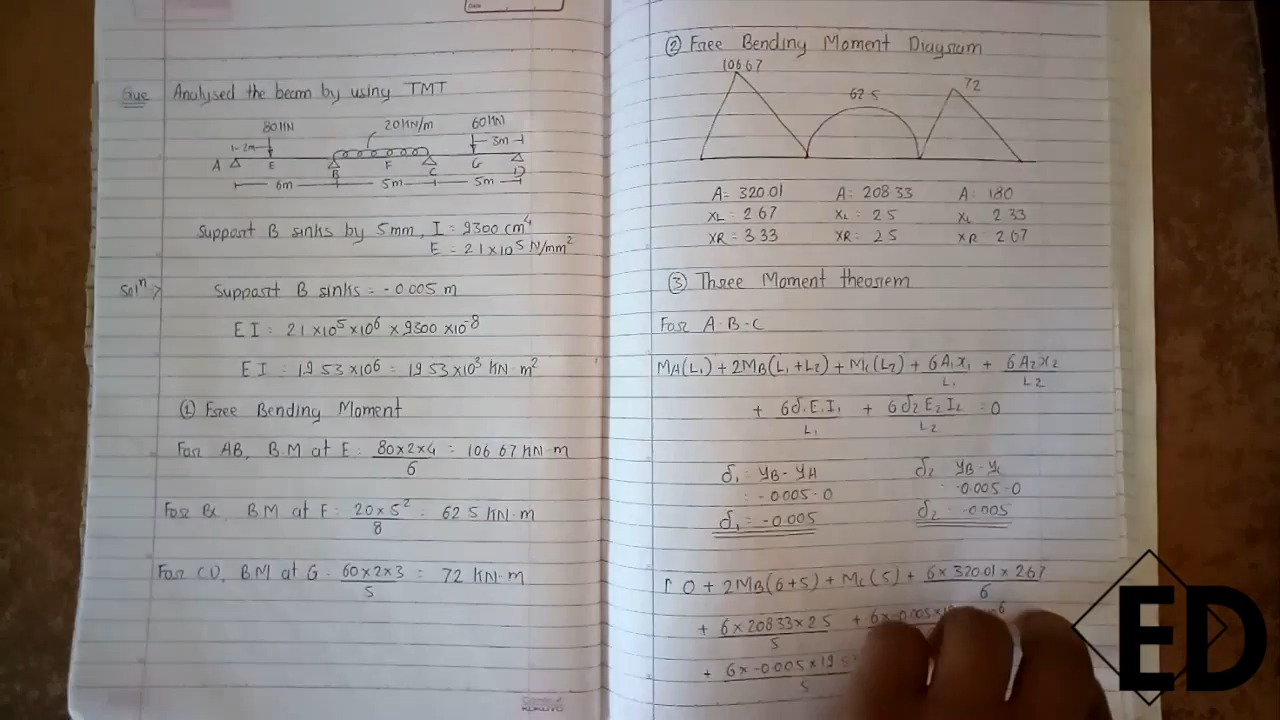 Que Analysed the beam by using TMT
80KN 20KN/m 60KN
2m 3m
A E B F C G D
6m 5m 5m
Support B sinks by 5mm, I = 9300 cm⁴
E = 2.1×10⁵ N/mm²
Solⁿ> Support B sinks = -0.005 m
EI = 2.1×10⁵×10⁶ × 9300×10⁻⁸
EI = 19.53×10⁶ = 19.53×10³ KN·m²
① Free Bending Moment
For AB, B.M at E = 80×2×4/6 = 106.67 KN·m
For BC, BM at F = 20×5²/8 = 62.5 KN·m
For CD, BM at G = 60×2×3/5 = 72 KN·m
② Free Bending Moment Diagram
106.67 62.5 72
A = 320.01 A = 208.33 A = 180
XL = 2.67 XL = 2.5 XL 2.33
XR = 3.33 XR = 2.5 XR = 2.67
③ Three Moment theorem
For A-B-C
MA(L₁) + 2MB(L₁+L₂) + MC(L₂) + 6A₁x₁/L₁ + 6A₂x₂/L₂
+ 6δ₁E₁I₁/L₁ + 6δ₂E₂I₂/L₂ = 0
δ₁ = yB - yA δ₂ = yB - yC
= -0.005-0 = -0.005-0
δ₁ = -0.005 δ₂ = -0.005
0 + 2MB(6+5) + MC(5) + 6×320.01×2.67/6
+ 6×208.33×2.5/5 + 6×-0.005×19
+ 6×-0.005×19.5 /5
ED